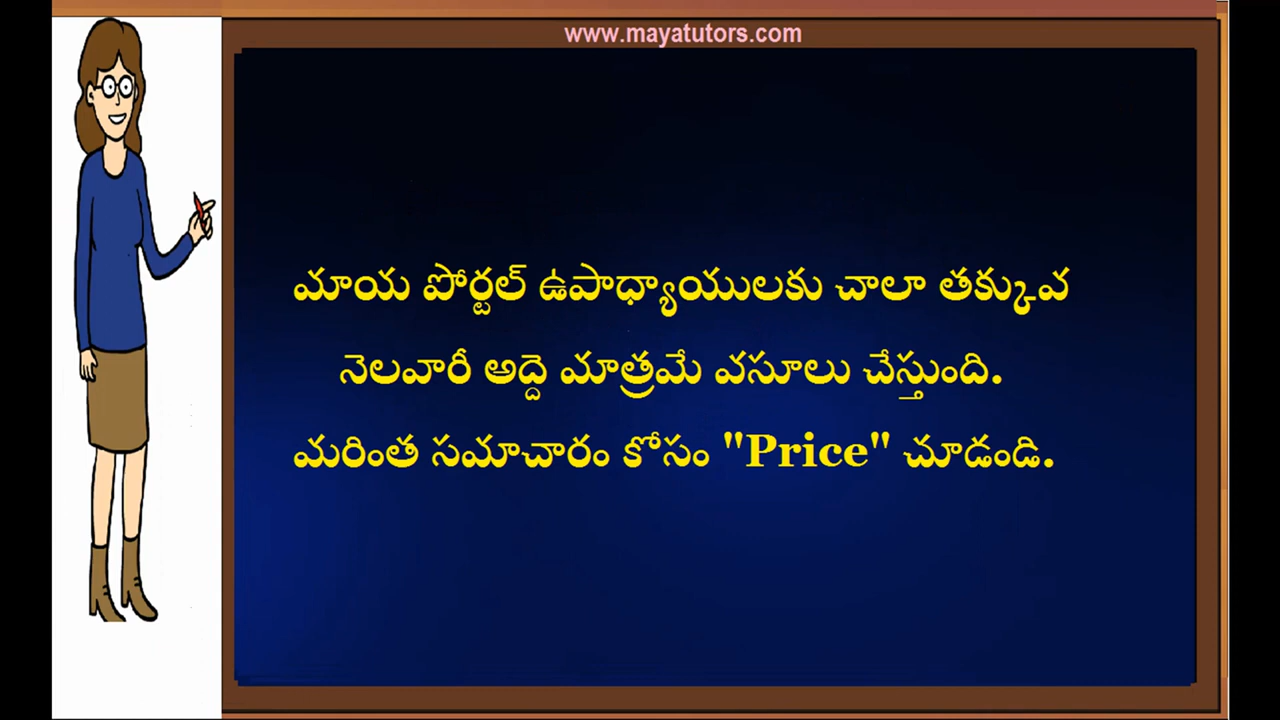 www.mayatutors.com
మాయ పోర్టల్ ఉపాధ్యాయులకు చాలా తక్కువ
నెలవారీ అద్దె మాత్రమే వసూలు చేస్తుంది.
మరింత సమాచారం కోసం "Price" చూడండి.